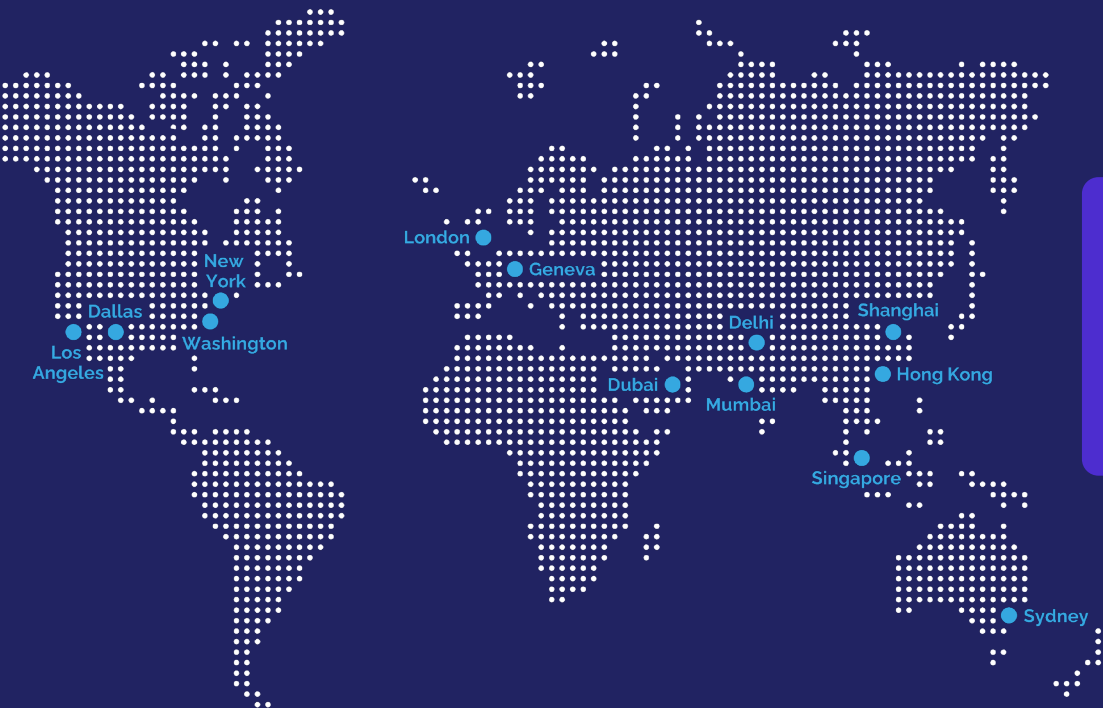 London
Geneva
New
York
Dallas
Washington
Los
Angeles
Shanghai
Delhi
Hong Kong
Dubai
Mumbai
Singapore
Sydney